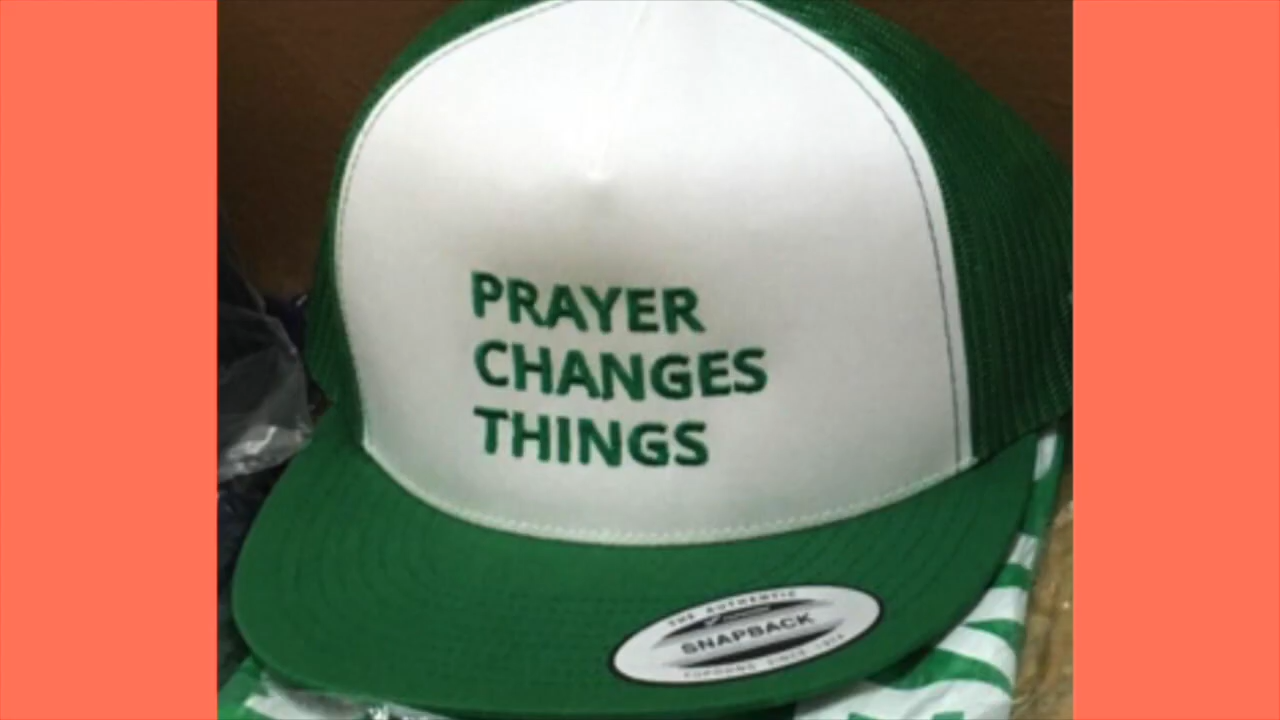 PRAYER
CHANGES
THINGS
THE AUTHENTIC
SNAPBACK